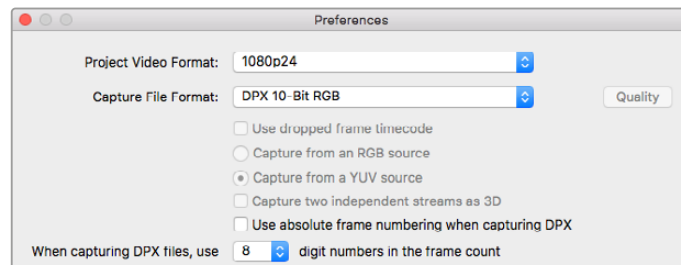 Preferences
Project Video Format: 1080p24
Capture File Format: DPX 10-Bit RGB Quality
Use dropped frame timecode
Capture from an RGB source
Capture from a YUV source
Capture two independent streams as 3D
Use absolute frame numbering when capturing DPX
When capturing DPX files, use 8 digit numbers in the frame count